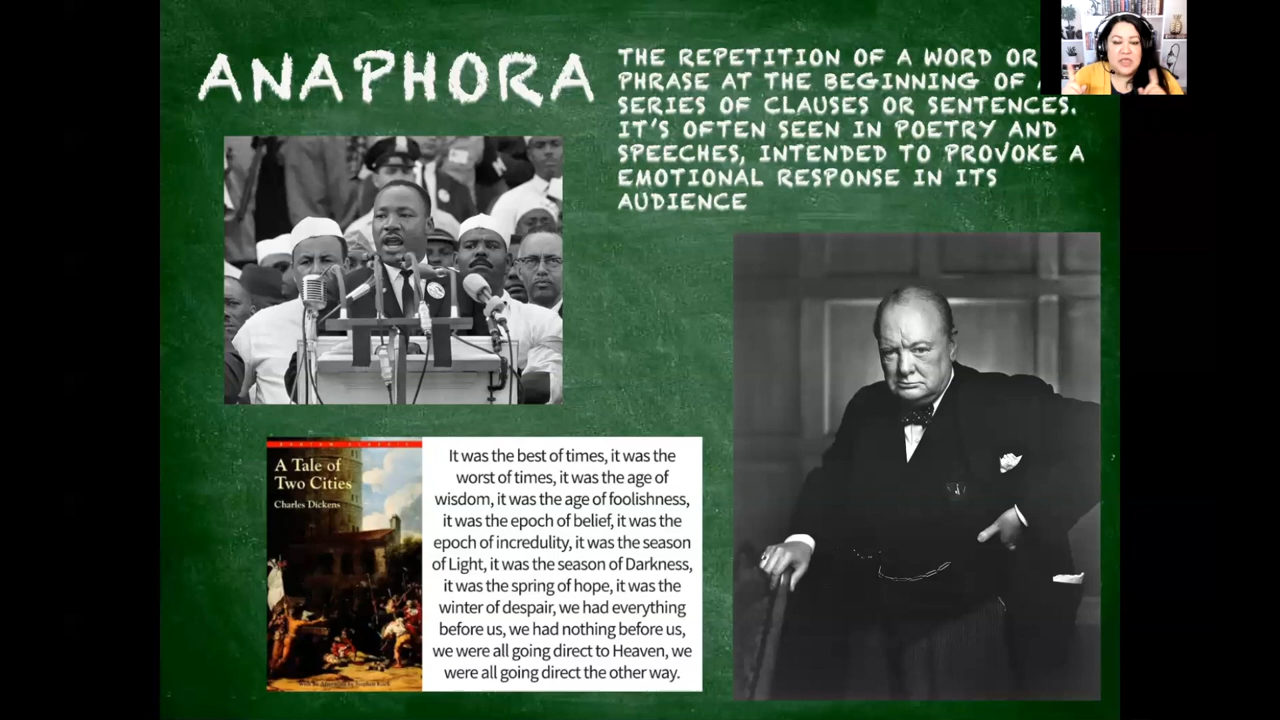 ANAPHORA
THE REPETITION OF A WORD OR
PHRASE AT THE BEGINNING OF
SERIES OF CLAUSES OR SENTENCES.
IT'S OFTEN SEEN IN POETRY AND
SPEECHES, INTENDED TO PROVOKE A
EMOTIONAL RESPONSE IN ITS
AUDIENCE
BANTAM CLASSIC
A Tale of
Two Cities
Charles Dickens
It was the best of times, it was the
worst of times, it was the age of
wisdom, it was the age of foolishness,
it was the epoch of belief, it was the
epoch of incredulity, it was the season
of Light, it was the season of Darkness,
it was the spring of hope, it was the
winter of despair, we had everything
before us, we had nothing before us,
we were all going direct to Heaven, we
were all going direct the other way.